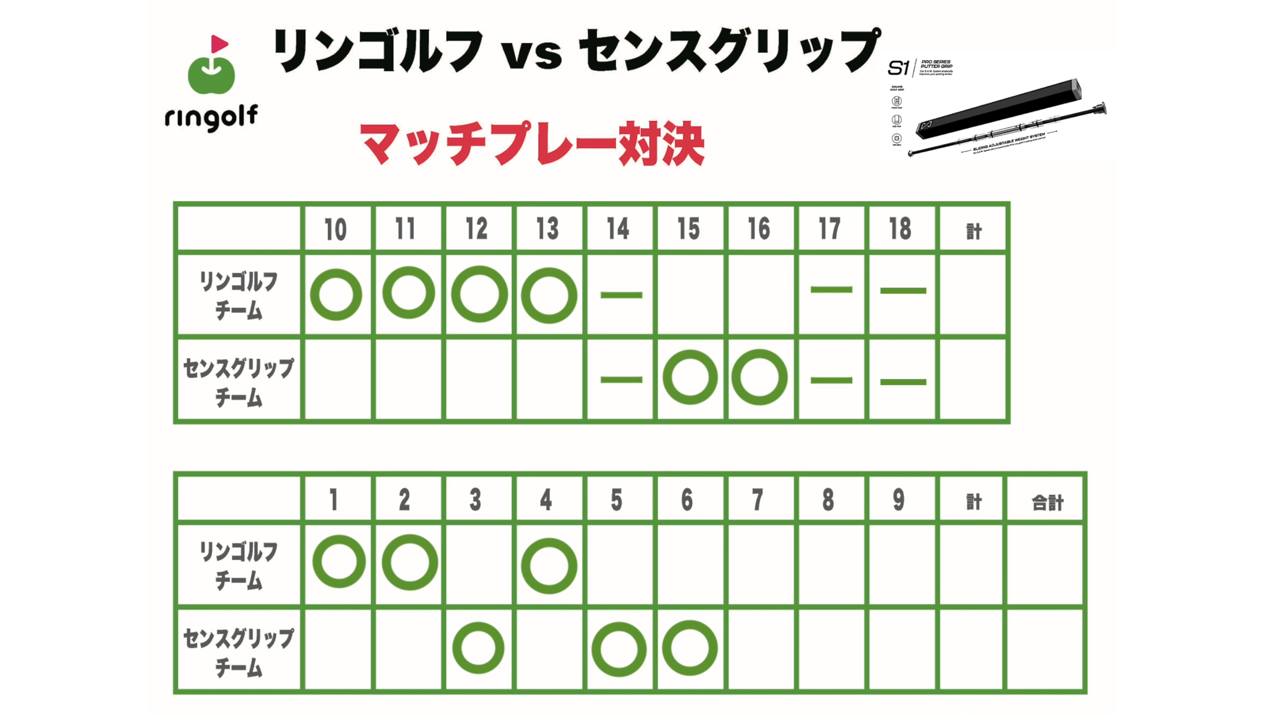 リンゴルフ vs センスグリップ
ringolf
マッチプレー対決
S1
PRO SERIES
PUTTER GRIP
SLIDING ADJUSTABLE WEIGHT SYSTEM
10 11 12 13 14 15 16 17 18 計
リンゴルフ
チーム
センスグリップ
チーム
1 2 3 4 5 6 7 8 9 計 合計
リンゴルフ
チーム
センスグリップ
チーム